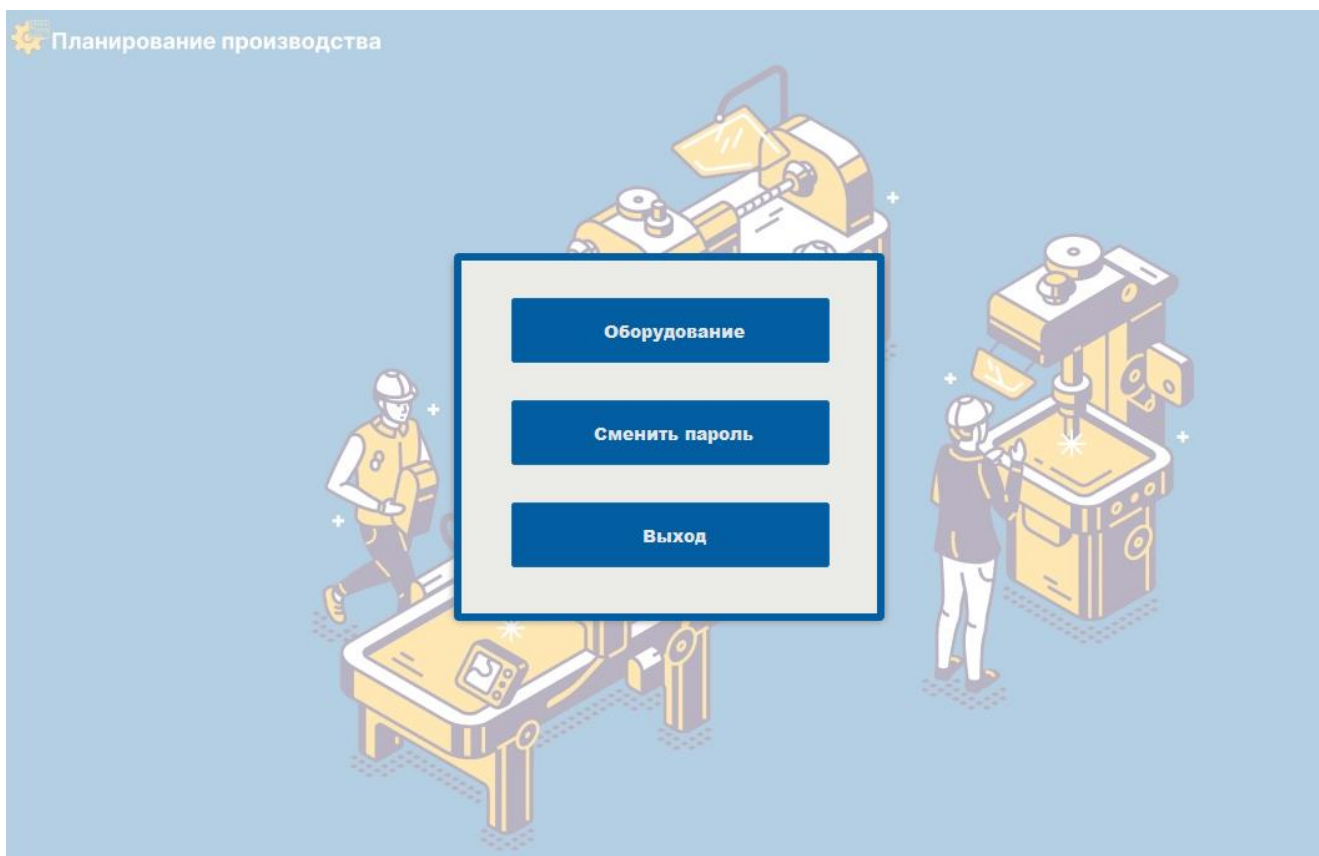 Планирование производства
Оборудование
Сменить пароль
Выход